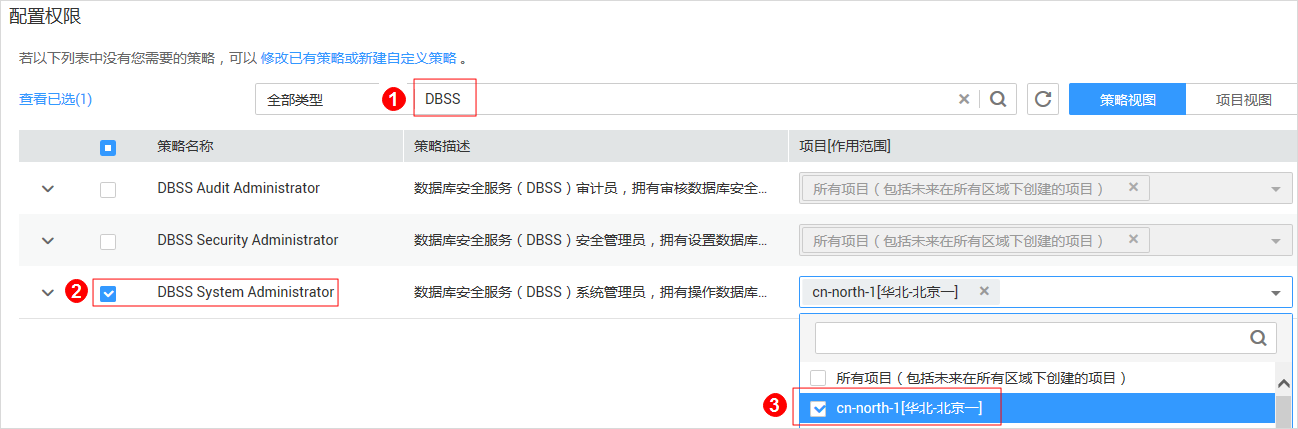 配置权限
若以下列表中没有您需要的策略，可以 修改已有策略或新建自定义策略 。
查看已选(1) 全部类型 1 DBSS 策略视图 项目视图
策略名称 策略描述 项目[作用范围]
DBSS Audit Administrator 数据库安全服务（DBSS）审计员，拥有审核数据库安全... 所有项目（包括未来在所有区域下创建的项目）
DBSS Security Administrator 数据库安全服务（DBSS）安全管理员，拥有设置数据库... 所有项目（包括未来在所有区域下创建的项目）
2 DBSS System Administrator 数据库安全服务（DBSS）系统管理员，拥有操作数据库... cn-north-1[华北-北京一]
所有项目（包括未来在所有区域下创建的项目）
3 cn-north-1[华北-北京一]